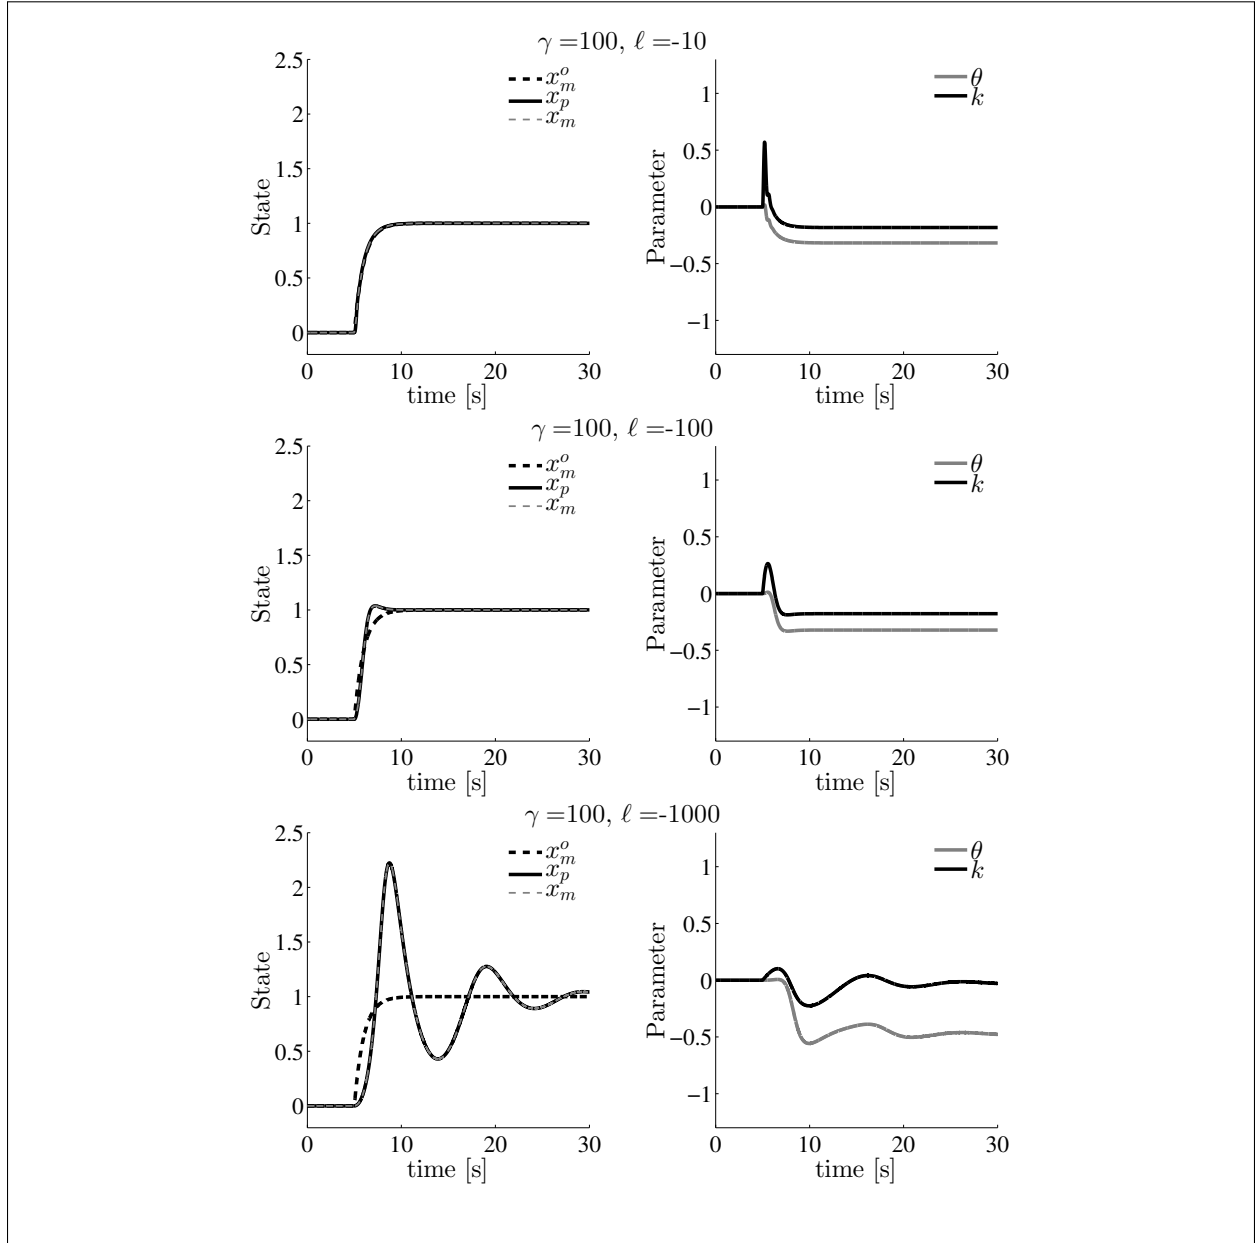 γ =100, ℓ =-10
2.5
2
1.5
1
0.5
0
State
x_m^o
x_p
x_m
0 10 20 30
time [s]
1
0.5
0
−0.5
−1
Parameter
θ
k
0 10 20 30
time [s]
γ =100, ℓ =-100
2.5
2
1.5
1
0.5
0
State
x_m^o
x_p
x_m
0 10 20 30
time [s]
1
0.5
0
−0.5
−1
Parameter
θ
k
0 10 20 30
time [s]
γ =100, ℓ =-1000
2.5
2
1.5
1
0.5
0
State
x_m^o
x_p
x_m
0 10 20 30
time [s]
1
0.5
0
−0.5
−1
Parameter
θ
k
0 10 20 30
time [s]